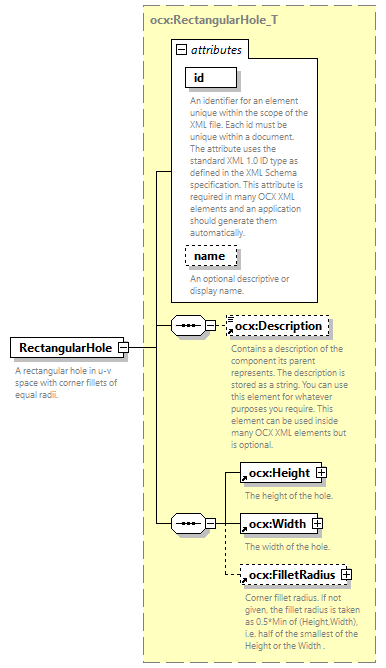 ocx:RectangularHole_T
attributes
id
An identifier for an element
unique within the scope of the
XML file. Each id must be
unique within a document.
The attribute uses the
standard XML 1.0 ID type as
defined in the XML Schema
specification. This attribute is
required in many OCX XML
elements and an application
should generate them
automatically.
name
An optional descriptive or
display name.
ocx:Description
Contains a description of the
component its parent
represents. The description is
stored as a string. You can use
this element for whatever
purposes you require. This
element can be used inside
many OCX XML elements but
is optional.
RectangularHole
A rectangular hole in u-v
space with corner fillets of
equal radii.
ocx:Height
The height of the hole.
ocx:Width
The width of the hole.
ocx:FilletRadius
Corner fillet radius. If not
given, the fillet radius is taken
as 0.5*Min of (Height,Width),
i.e. half of the smallest of the
Height or the Width .